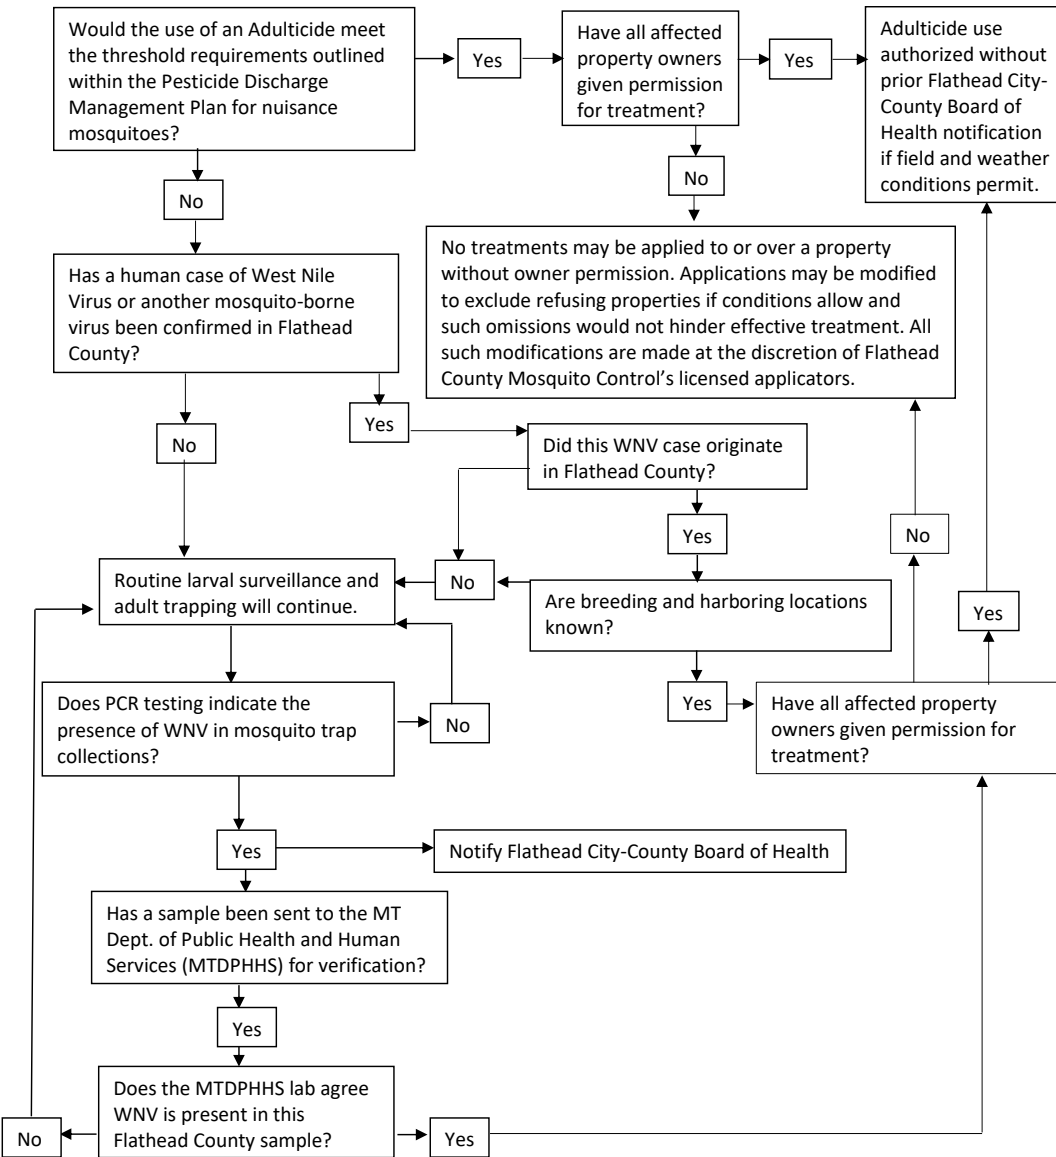 Would the use of an Adulticide meet
the threshold requirements outlined
within the Pesticide Discharge
Management Plan for nuisance
mosquitoes?
Yes
Have all affected
property owners
given permission
for treatment?
Yes
Adulticide use
authorized without
prior Flathead City-
County Board of
Health notification
if field and weather
conditions permit.
No
No
Has a human case of West Nile
Virus or another mosquito-borne
virus been confirmed in Flathead
County?
No treatments may be applied to or over a property
without owner permission. Applications may be modified
to exclude refusing properties if conditions allow and
such omissions would not hinder effective treatment. All
such modifications are made at the discretion of Flathead
County Mosquito Control's licensed applicators.
No
Yes
Did this WNV case originate
in Flathead County?
Yes
No
Routine larval surveillance and
adult trapping will continue.
No
Are breeding and harboring locations
known?
Yes
Does PCR testing indicate the
presence of WNV in mosquito trap
collections?
No
Yes
Have all affected property
owners given permission for
treatment?
Yes
Notify Flathead City-County Board of Health
Has a sample been sent to the MT
Dept. of Public Health and Human
Services (MTDPHHS) for verification?
Yes
Does the MTDPHHS lab agree
WNV is present in this
Flathead County sample?
No
Yes